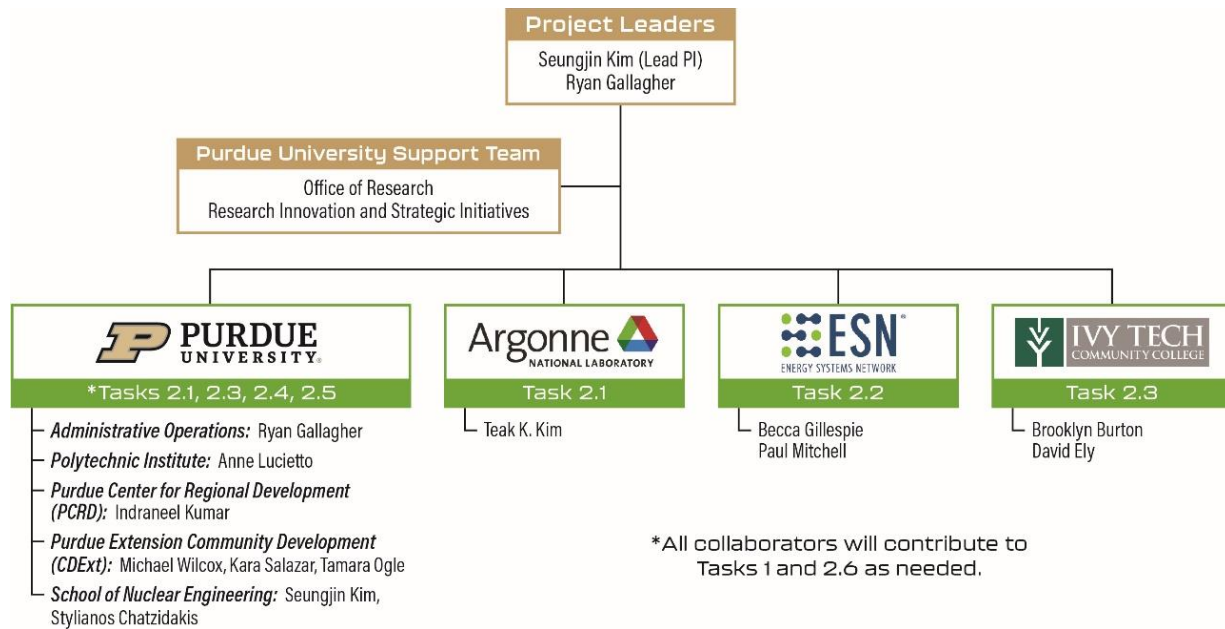 Project Leaders
Seungjin Kim (Lead PI)
Ryan Gallagher
Purdue University Support Team
Office of Research
Research Innovation and Strategic Initiatives
P PURDUE
UNIVERSITY®
*Tasks 2.1, 2.3, 2.4, 2.5
Administrative Operations: Ryan Gallagher
Polytechnic Institute: Anne Lucietto
Purdue Center for Regional Development
(PCRD): Indraneel Kumar
Purdue Extension Community Development
(CDExt): Michael Wilcox, Kara Salazar, Tamara Ogle
School of Nuclear Engineering: Seungjin Kim,
Stylianos Chatzidakis
Argonne
NATIONAL LABORATORY
Task 2.1
Teak K. Kim
ESN®
ENERGY SYSTEMS NETWORK
Task 2.2
Becca Gillespie
Paul Mitchell
IVY TECH
COMMUNITY COLLEGE
Task 2.3
Brooklyn Burton
David Ely
*All collaborators will contribute to
Tasks 1 and 2.6 as needed.